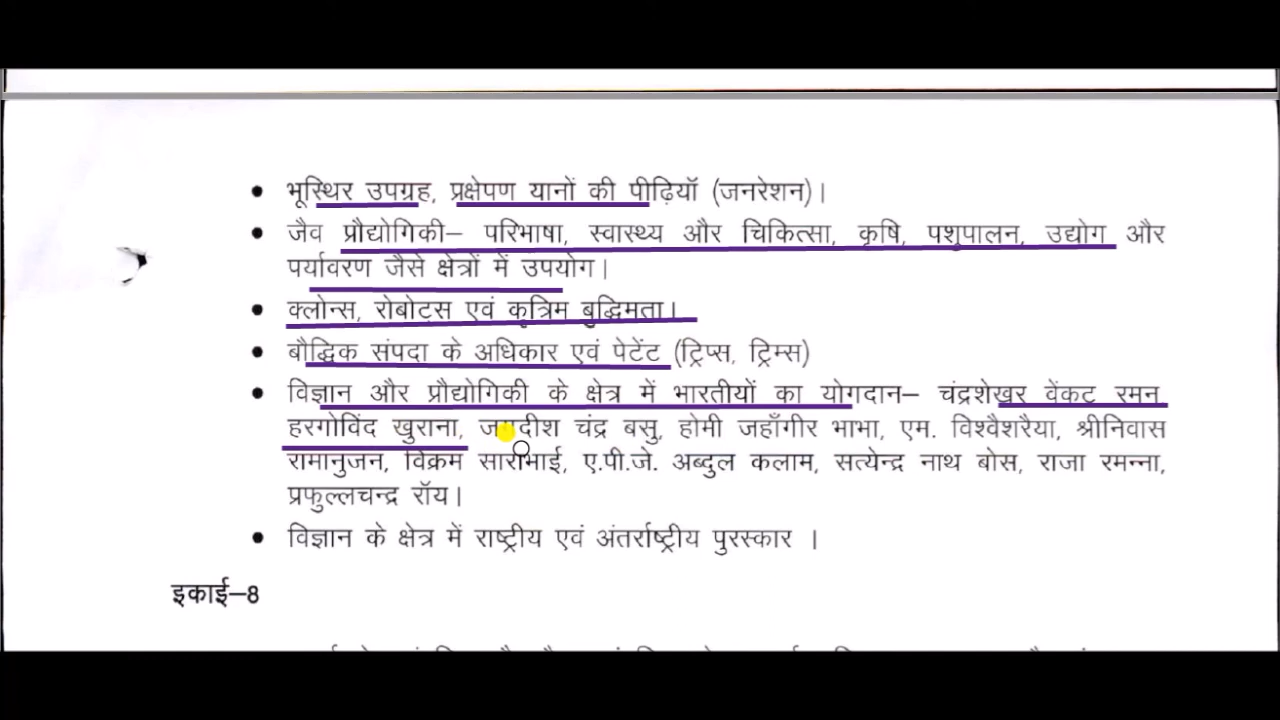 • भूस्थिर उपग्रह, प्रक्षेपण यानों की पीढ़ियॉ (जनरेशन)।
• जैव प्रौद्योगिकी– परिभाषा, स्वास्थ्य और चिकित्सा, कृषि, पशुपालन, उद्योग और
पर्यावरण जैसे क्षेत्रों में उपयोग।
• क्लोन्स, रोबोटस एवं कृत्रिम बुद्धिमता।
• बौद्धिक संपदा के अधिकार एवं पेटेंट (ट्रिप्स, ट्रिम्स)
• विज्ञान और प्रौद्योगिकी के क्षेत्र में भारतीयों का योगदान– चंद्रशेखर वेंकट रमन
हरगोविंद खुराना, जगदीश चंद्र बसु, होमी जहाँगीर भाभा, एम. विश्वैशरैया, श्रीनिवास
रामानुजन, विक्रम साराभाई, ए.पी.जे. अब्दुल कलाम, सत्येन्द्र नाथ बोस, राजा रमन्ना,
प्रफुल्लचन्द्र रॉय।
• विज्ञान के क्षेत्र में राष्ट्रीय एवं अंतर्राष्ट्रीय पुरस्कार ।
इकाई–8